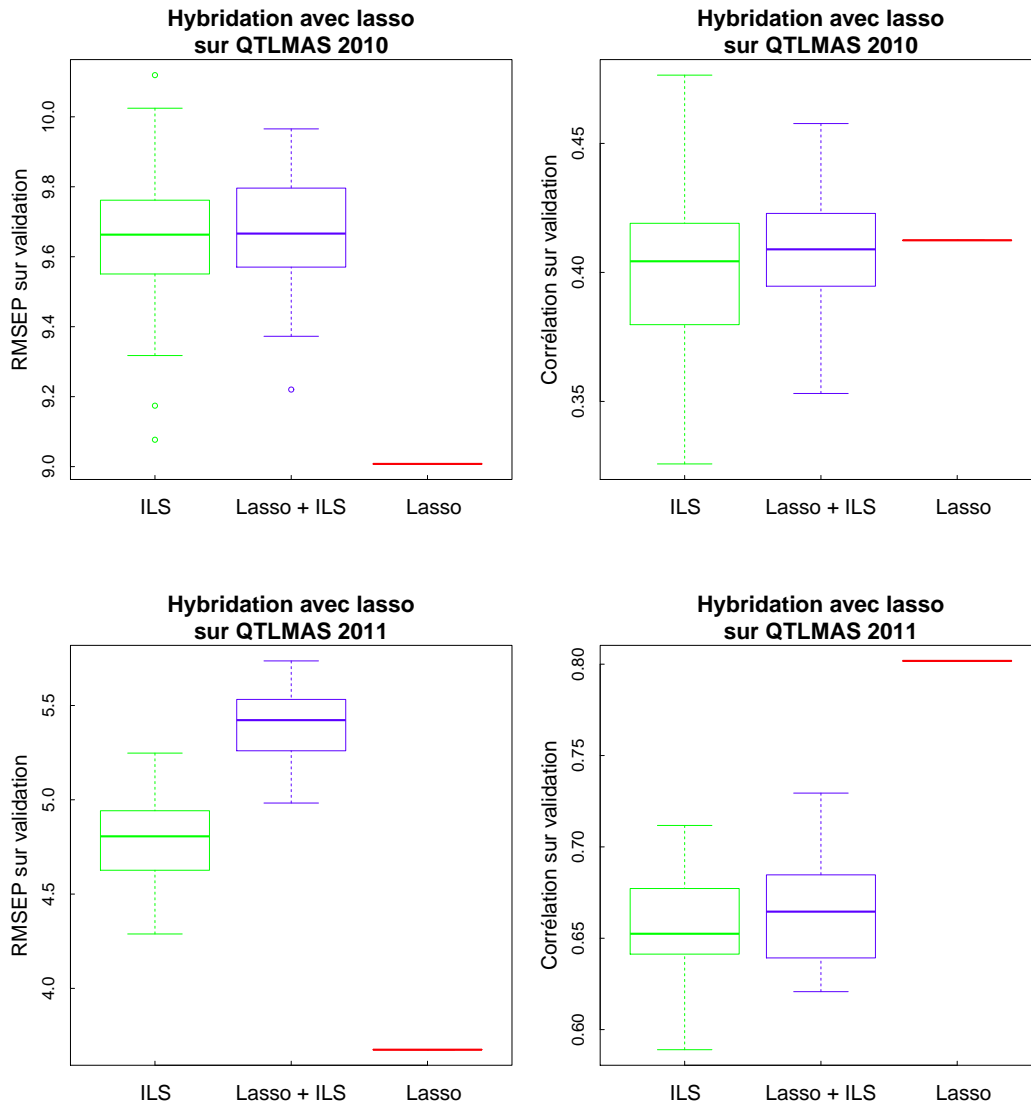 Hybridation avec lasso
sur QTLMAS 2010
RMSEP sur validation
10.0
9.8
9.6
9.4
9.2
9.0
ILS
Lasso + ILS
Lasso
Hybridation avec lasso
sur QTLMAS 2010
Corrélation sur validation
0.45
0.40
0.35
ILS
Lasso + ILS
Lasso
Hybridation avec lasso
sur QTLMAS 2011
RMSEP sur validation
5.5
5.0
4.5
4.0
ILS
Lasso + ILS
Lasso
Hybridation avec lasso
sur QTLMAS 2011
Corrélation sur validation
0.80
0.75
0.70
0.65
0.60
ILS
Lasso + ILS
Lasso